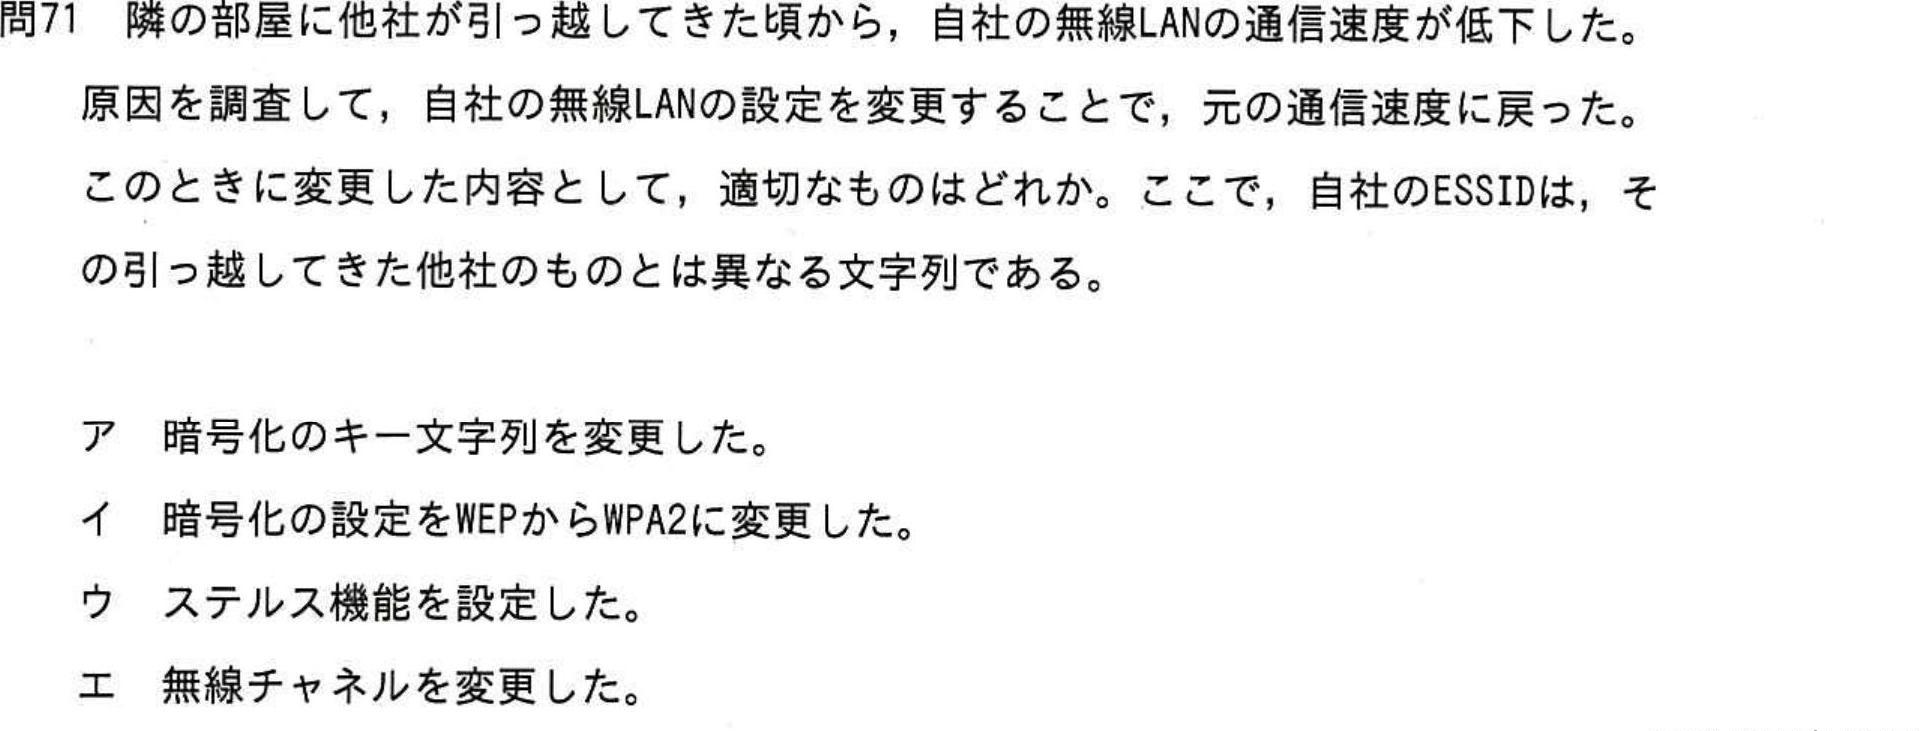 問71　隣の部屋に他社が引っ越してきた頃から，自社の無線LANの通信速度が低下した。
原因を調査して，自社の無線LANの設定を変更することで，元の通信速度に戻った。
このときに変更した内容として，適切なものはどれか。ここで，自社のESSIDは，そ
の引っ越してきた他社のものとは異なる文字列である。
ア　暗号化のキー文字列を変更した。
イ　暗号化の設定をWEPからWPA2に変更した。
ウ　ステルス機能を設定した。
エ　無線チャネルを変更した。